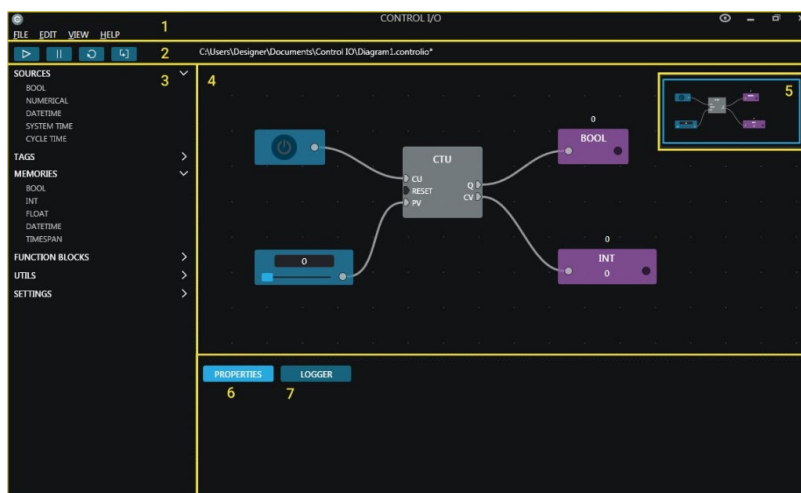 CONTROL I/O
1
FILE EDIT VIEW HELP
2
C:\Users\Designer\Documents\Control IO\Diagram1.controlio*
SOURCES
3
BOOL
NUMERICAL
DATETIME
SYSTEM TIME
CYCLE TIME
TAGS
MEMORIES
BOOL
INT
FLOAT
DATETIME
TIMESPAN
FUNCTION BLOCKS
UTILS
SETTINGS
4
5
0
BOOL
CTU
CU
RESET
PV
Q
CV
0
0
INT
0
PROPERTIES
LOGGER
6
7